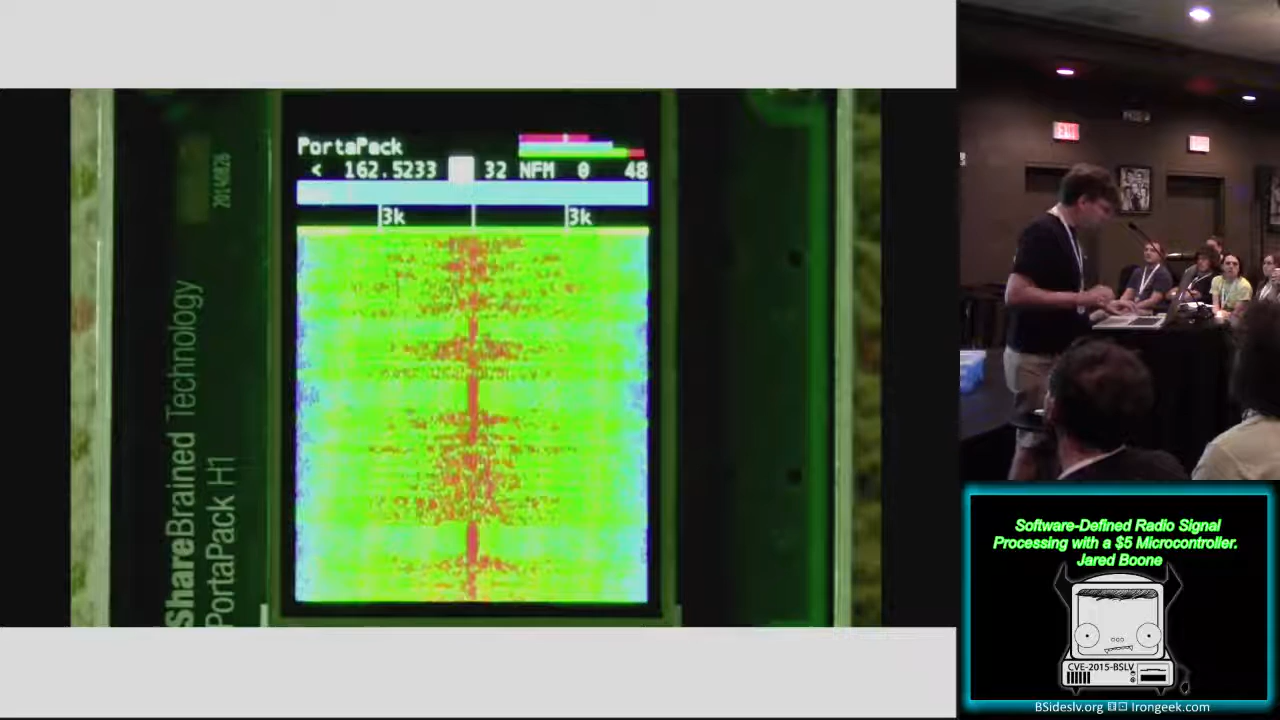 PortaPack
< 162.5233 32 NFM 0 48
3k 3k
20140826
ShareBrained Technology
PortaPack H1
Software-Defined Radio Signal
Processing with a $5 Microcontroller.
Jared Boone
CVE-2015-BSLV
BSideslv.org Irongeek.com